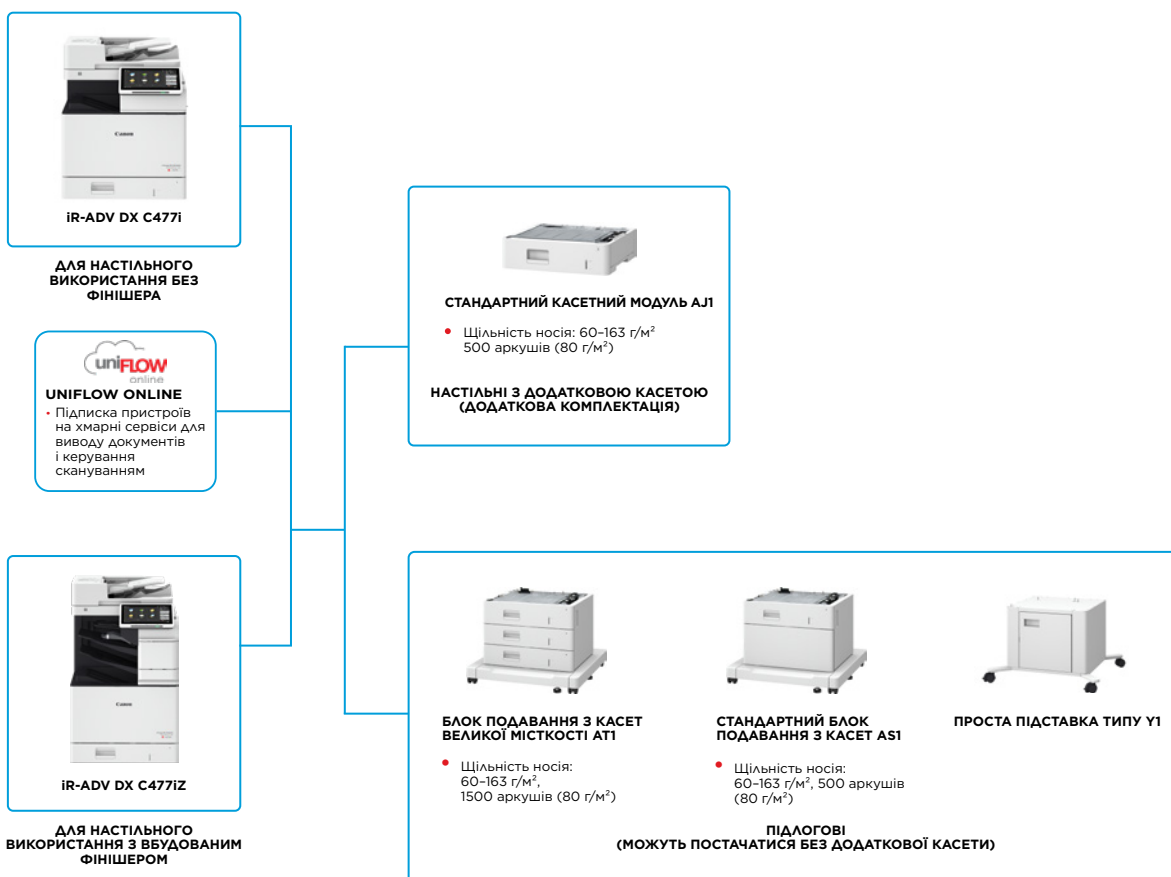 Canon
iR-ADV DX C477i
ДЛЯ НАСТІЛЬНОГО
ВИКОРИСТАННЯ БЕЗ
ФІНІШЕРА
uniFLOW
online
UNIFLOW ONLINE
• Підписка пристроїв
на хмарні сервіси для
виводу документів
і керування
скануванням
Canon
iR-ADV DX C477iZ
ДЛЯ НАСТІЛЬНОГО
ВИКОРИСТАННЯ З ВБУДОВАНИМ
ФІНІШЕРОМ
СТАНДАРТНИЙ КАСЕТНИЙ МОДУЛЬ AJ1
• Щільність носія: 60–163 г/м²
500 аркушів (80 г/м²)
НАСТІЛЬНІ З ДОДАТКОВОЮ КАСЕТОЮ
(ДОДАТКОВА КОМПЛЕКТАЦІЯ)
БЛОК ПОДАВАННЯ З КАСЕТ
ВЕЛИКОЇ МІСТКОСТІ AT1
• Щільність носія:
60–163 г/м²,
1500 аркушів (80 г/м²)
СТАНДАРТНИЙ БЛОК
ПОДАВАННЯ З КАСЕТ AS1
• Щільність носія:
60–163 г/м², 500 аркушів
(80 г/м²)
ПРОСТА ПІДСТАВКА ТИПУ Y1
ПІДЛОГОВІ
(МОЖУТЬ ПОСТАЧАТИСЯ БЕЗ ДОДАТКОВОЇ КАСЕТИ)